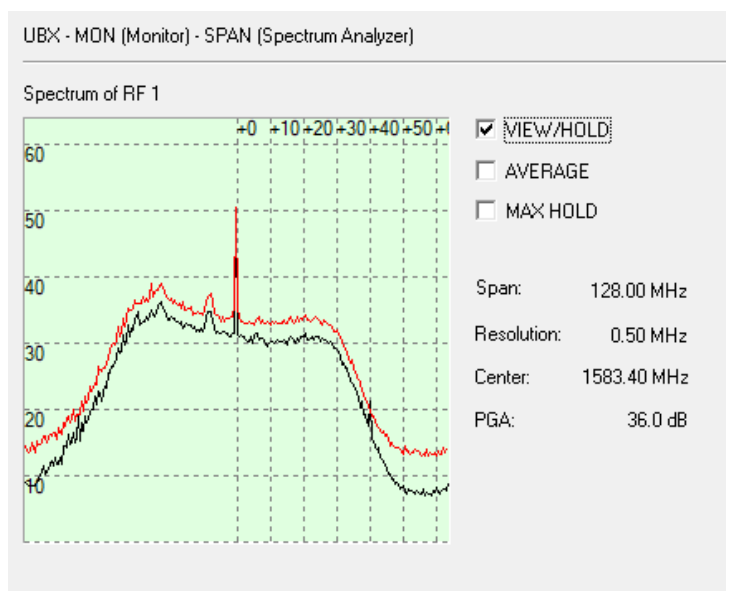 UBX - MON (Monitor) - SPAN (Spectrum Analyzer)
Spectrum of RF 1
+0 +10 +20 +30 +40 +50
60
50
40
30
20
10
VIEW/HOLD
AVERAGE
MAX HOLD
Span: 128.00 MHz
Resolution: 0.50 MHz
Center: 1583.40 MHz
PGA: 36.0 dB